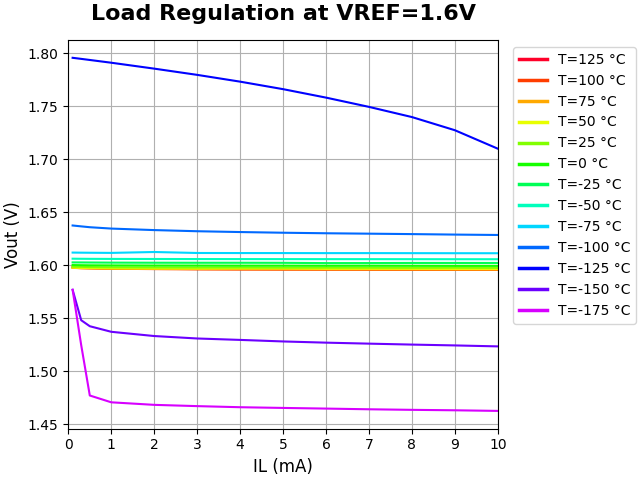 Load Regulation at VREF=1.6V
Vout (V)
1.80
1.75
1.70
1.65
1.60
1.55
1.50
1.45
0 1 2 3 4 5 6 7 8 9 10
IL (mA)
T=125 °C
T=100 °C
T=75 °C
T=50 °C
T=25 °C
T=0 °C
T=-25 °C
T=-50 °C
T=-75 °C
T=-100 °C
T=-125 °C
T=-150 °C
T=-175 °C